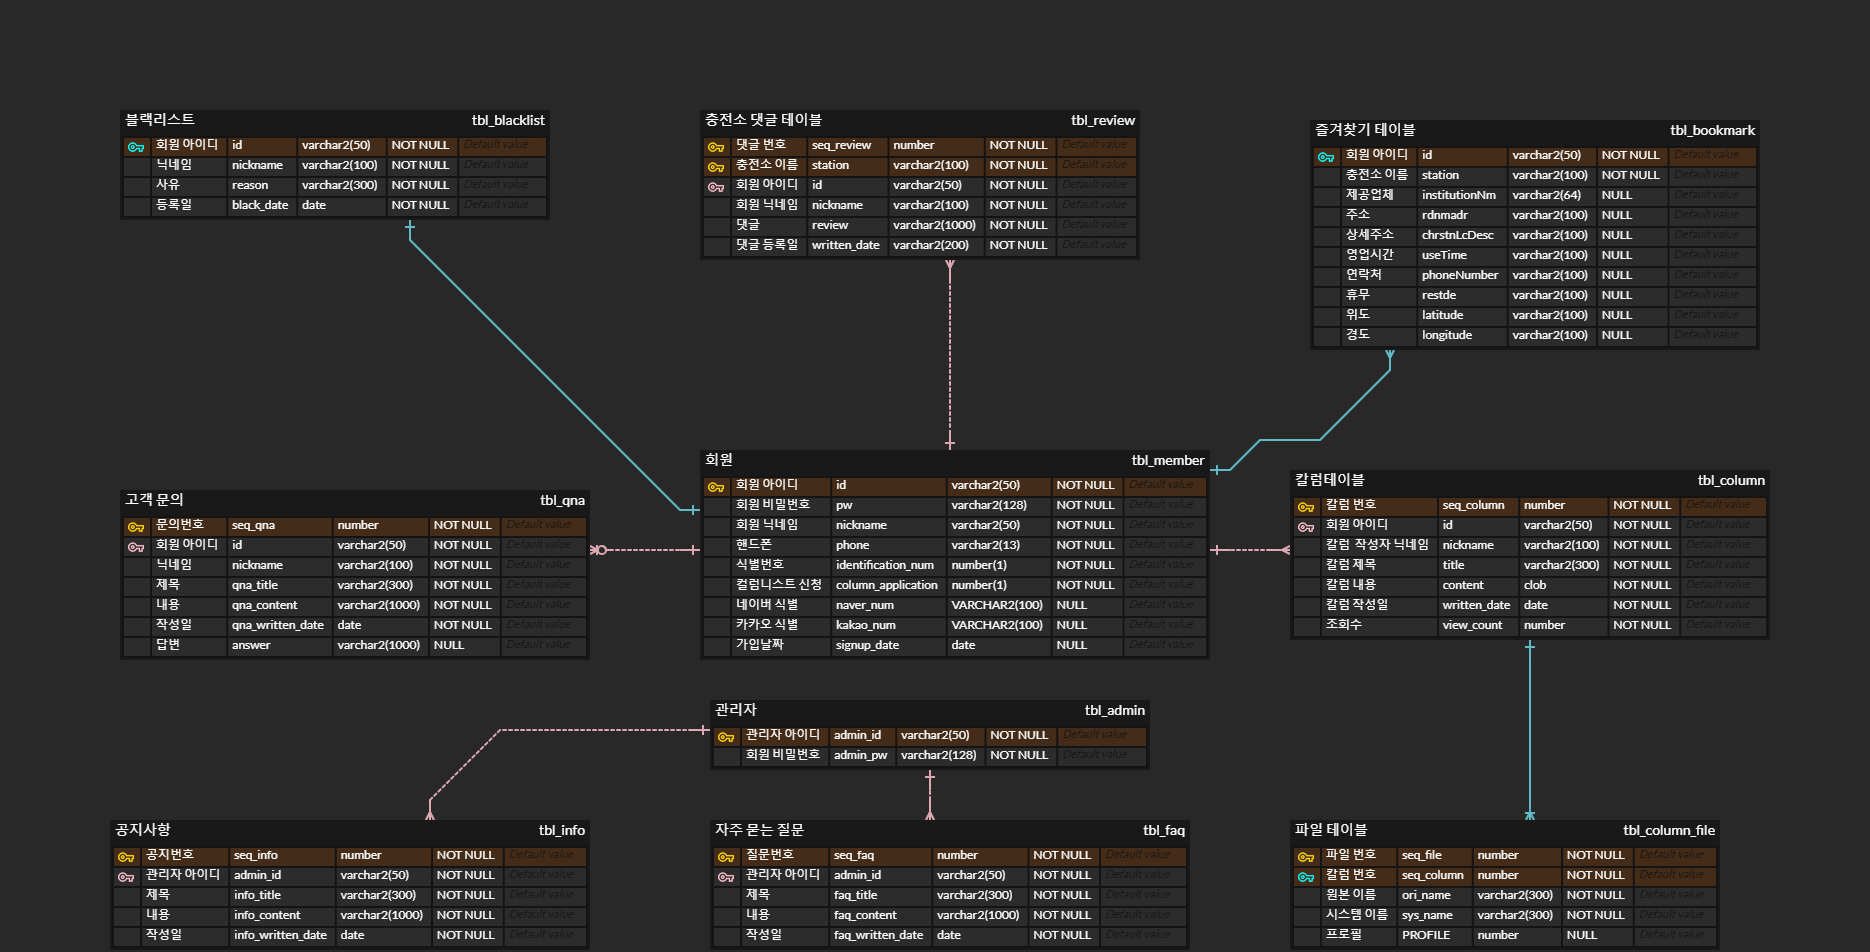 블랙리스트 tbl_blacklist
회원 아이디 id varchar2(50) NOT NULL Default value
닉네임 nickname varchar2(100) NOT NULL Default value
사유 reason varchar2(300) NOT NULL Default value
등록일 black_date date NOT NULL Default value
충전소 댓글 테이블 tbl_review
댓글 번호 seq_review number NOT NULL Default value
충전소 이름 station varchar2(100) NOT NULL Default value
회원 아이디 id varchar2(50) NOT NULL Default value
회원 닉네임 nickname varchar2(100) NOT NULL Default value
댓글 review varchar2(1000) NOT NULL Default value
댓글 등록일 written_date varchar2(200) NOT NULL Default value
즐겨찾기 테이블 tbl_bookmark
회원 아이디 id varchar2(50) NOT NULL Default value
충전소 이름 station varchar2(100) NOT NULL Default value
제공업체 institutionNm varchar2(64) NULL Default value
주소 rdnmadr varchar2(100) NULL Default value
상세주소 chrstnLcDesc varchar2(100) NULL Default value
영업시간 useTime varchar2(100) NULL Default value
연락처 phoneNumber varchar2(100) NULL Default value
휴무 restde varchar2(100) NULL Default value
위도 latitude varchar2(100) NULL Default value
경도 longitude varchar2(100) NULL Default value
고객 문의 tbl_qna
문의번호 seq_qna number NOT NULL Default value
회원 아이디 id varchar2(50) NOT NULL Default value
닉네임 nickname varchar2(100) NOT NULL Default value
제목 qna_title varchar2(300) NOT NULL Default value
내용 qna_content varchar2(1000) NOT NULL Default value
작성일 qna_written_date date NOT NULL Default value
답변 answer varchar2(1000) NULL Default value
회원 tbl_member
회원 아이디 id varchar2(50) NOT NULL Default value
회원 비밀번호 pw varchar2(128) NOT NULL Default value
회원 닉네임 nickname varchar2(50) NOT NULL Default value
핸드폰 phone varchar2(13) NOT NULL Default value
식별번호 identification_num number(1) NOT NULL Default value
컬럼니스트 신청 column_application number(1) NOT NULL Default value
네이버 식별 naver_num VARCHAR2(100) NULL Default value
카카오 식별 kakao_num VARCHAR2(100) NULL Default value
가입날짜 signup_date date NULL Default value
칼럼테이블 tbl_column
칼럼 번호 seq_column number NOT NULL Default value
회원 아이디 id varchar2(50) NOT NULL Default value
칼럼 작성자 닉네임 nickname varchar2(100) NOT NULL Default value
칼럼 제목 title varchar2(300) NOT NULL Default value
칼럼 내용 content clob NOT NULL Default value
칼럼 작성일 written_date date NOT NULL Default value
조회수 view_count number NOT NULL Default value
관리자 tbl_admin
관리자 아이디 admin_id varchar2(50) NOT NULL Default value
회원 비밀번호 admin_pw varchar2(128) NOT NULL Default value
공지사항 tbl_info
공지번호 seq_info number NOT NULL Default value
관리자 아이디 admin_id varchar2(50) NOT NULL Default value
제목 info_title varchar2(300) NOT NULL Default value
내용 info_content varchar2(1000) NOT NULL Default value
작성일 info_written_date date NOT NULL Default value
자주 묻는 질문 tbl_faq
질문번호 seq_faq number NOT NULL Default value
관리자 아이디 admin_id varchar2(50) NOT NULL Default value
제목 faq_title varchar2(300) NOT NULL Default value
내용 faq_content varchar2(1000) NOT NULL Default value
작성일 faq_written_date date NOT NULL Default value
파일 테이블 tbl_column_file
파일 번호 seq_file number NOT NULL Default value
칼럼 번호 seq_column number NOT NULL Default value
원본 이름 ori_name varchar2(300) NOT NULL Default value
시스템 이름 sys_name varchar2(300) NOT NULL Default value
프로필 PROFILE number NULL Default value